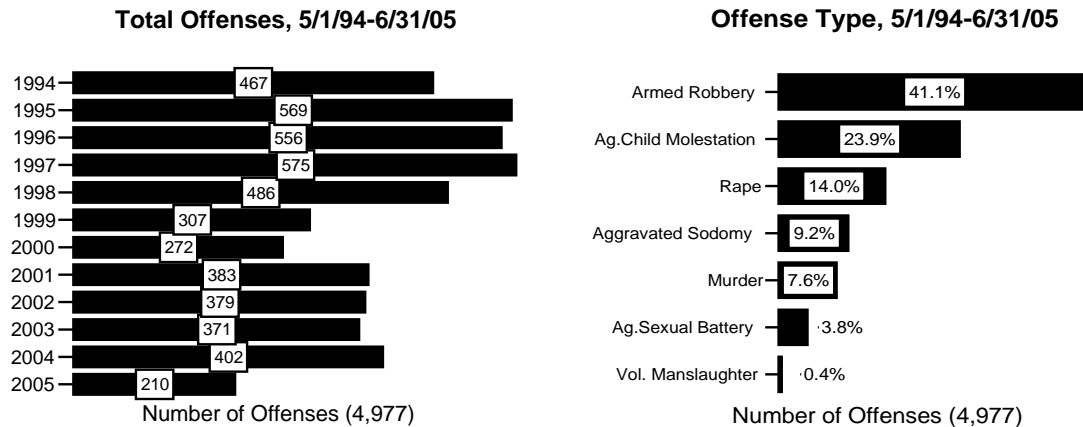 Total Offenses, 5/1/94-6/31/05
1994
467
1995
569
1996
556
1997
575
1998
486
1999
307
2000
272
2001
383
2002
379
2003
371
2004
402
2005
210
Number of Offenses (4,977)
Offense Type, 5/1/94-6/31/05
Armed Robbery
41.1%
Ag.Child Molestation
23.9%
Rape
14.0%
Aggravated Sodomy
9.2%
Murder
7.6%
Ag.Sexual Battery
3.8%
Vol. Manslaughter
0.4%
Number of Offenses (4,977)